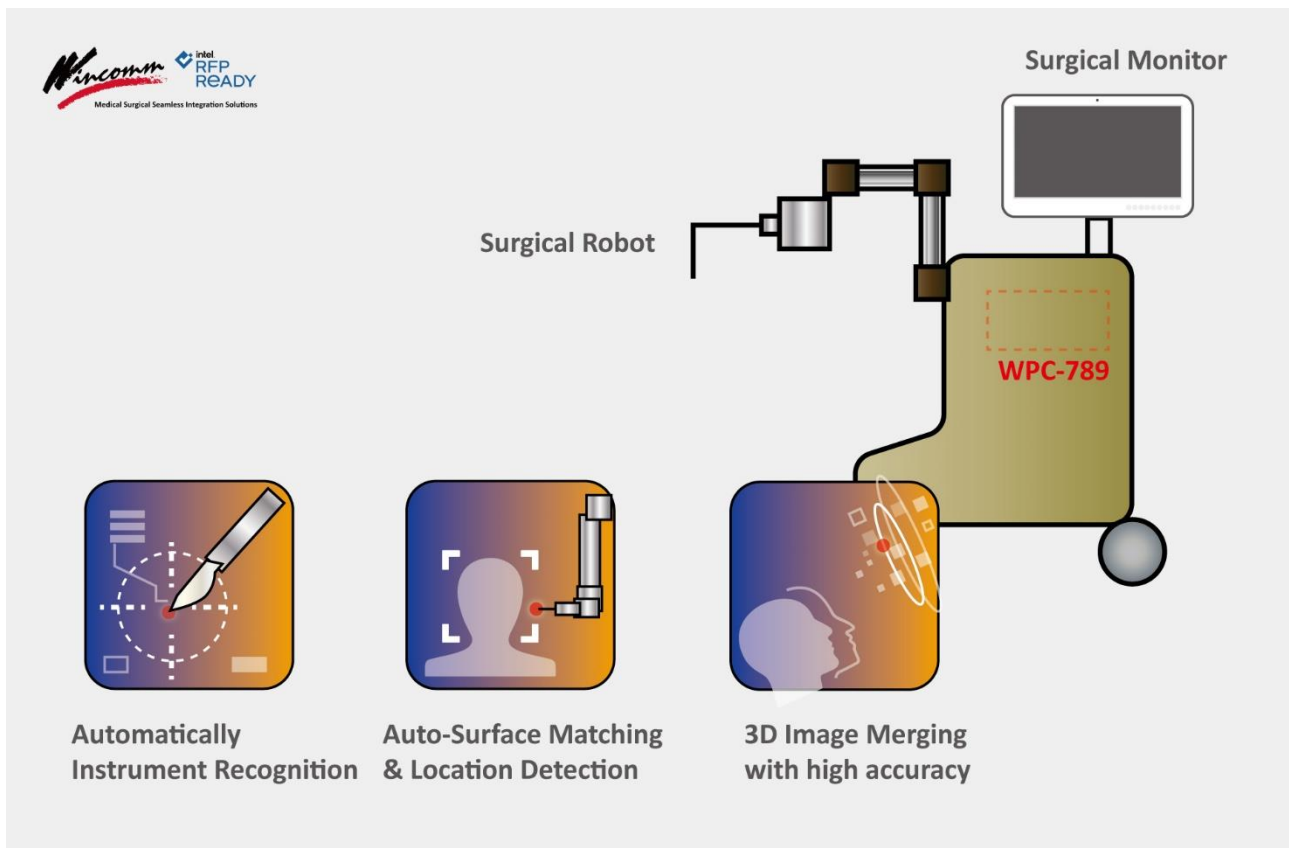 Wincomm
intel.
RFP
READY
Medical Surgical Seamless Integration Solutions
Surgical Monitor
Surgical Robot
WPC-789
Automatically
Instrument Recognition
Auto-Surface Matching
& Location Detection
3D Image Merging
with high accuracy